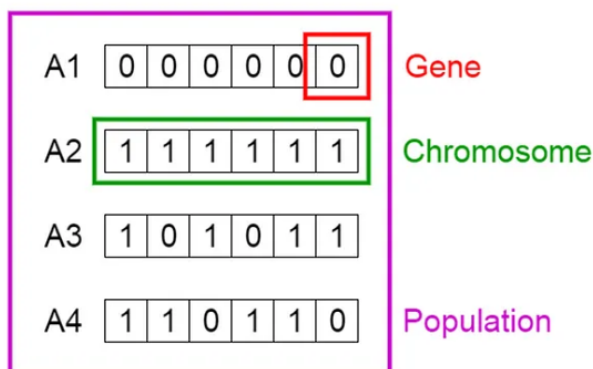 A1 0 0 0 0 0 0 Gene
A2 1 1 1 1 1 1 Chromosome
A3 1 0 1 0 1 1
A4 1 1 0 1 1 0 Population